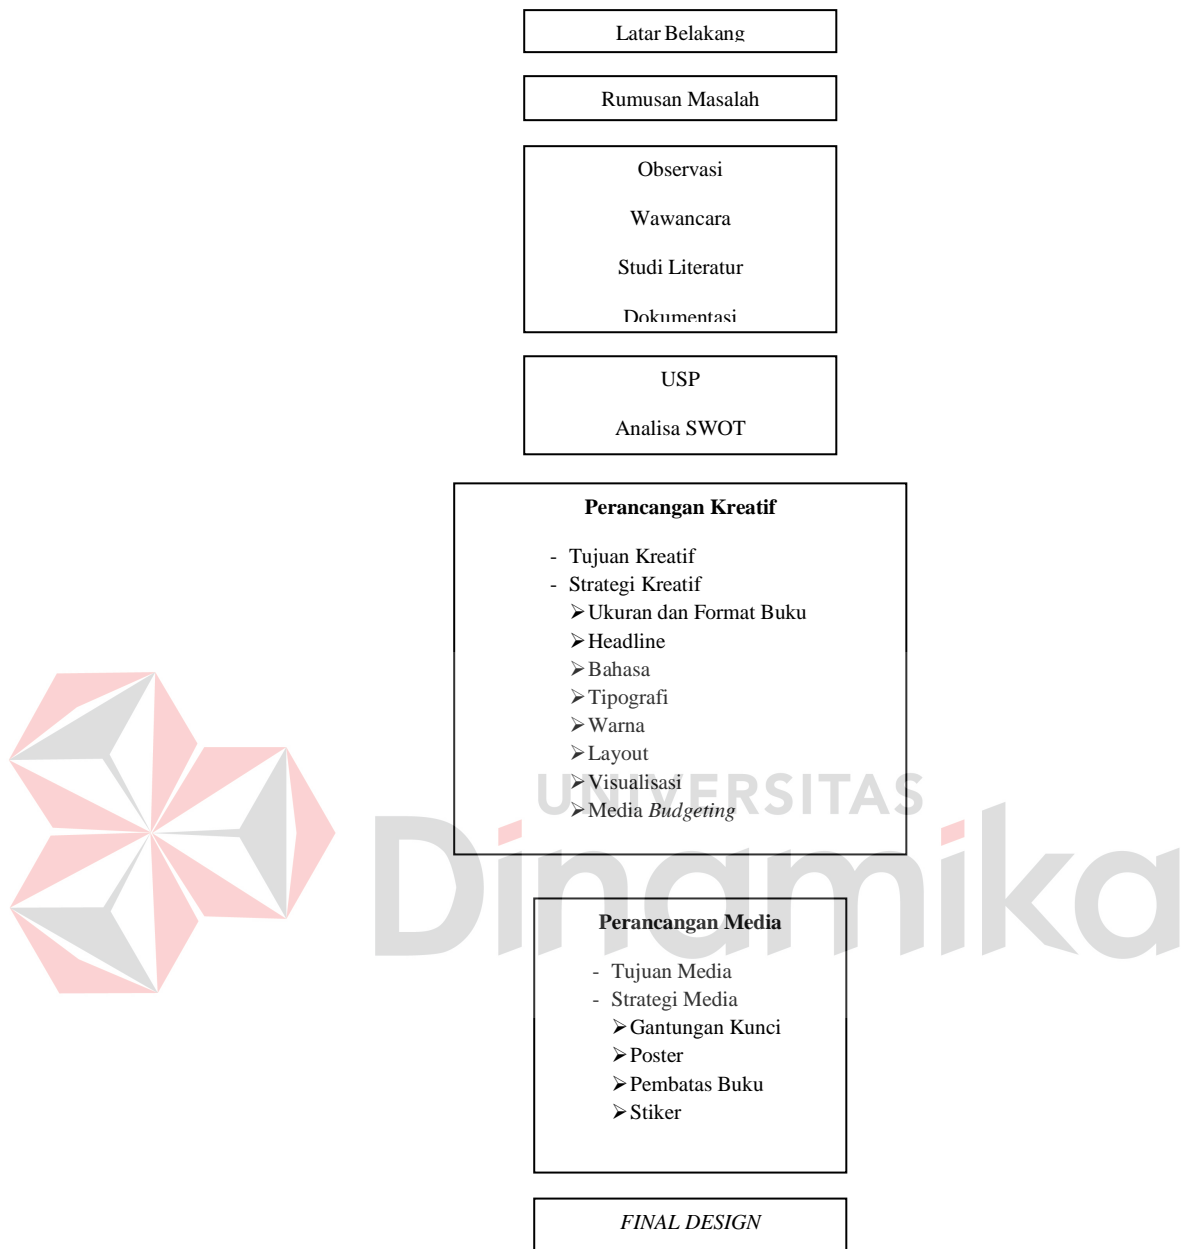 Latar Belakang
Rumusan Masalah
Observasi
Wawancara
Studi Literatur
Dokumentasi
USP
Analisa SWOT
Perancangan Kreatif
- Tujuan Kreatif
- Strategi Kreatif
➢ Ukuran dan Format Buku
➢ Headline
➢ Bahasa
➢ Tipografi
➢ Warna
➢ Layout
➢ Visualisasi
➢ Media Budgeting
UNIVERSITAS
Dinamika
Perancangan Media
- Tujuan Media
- Strategi Media
➢ Gantungan Kunci
➢ Poster
➢ Pembatas Buku
➢ Stiker
FINAL DESIGN